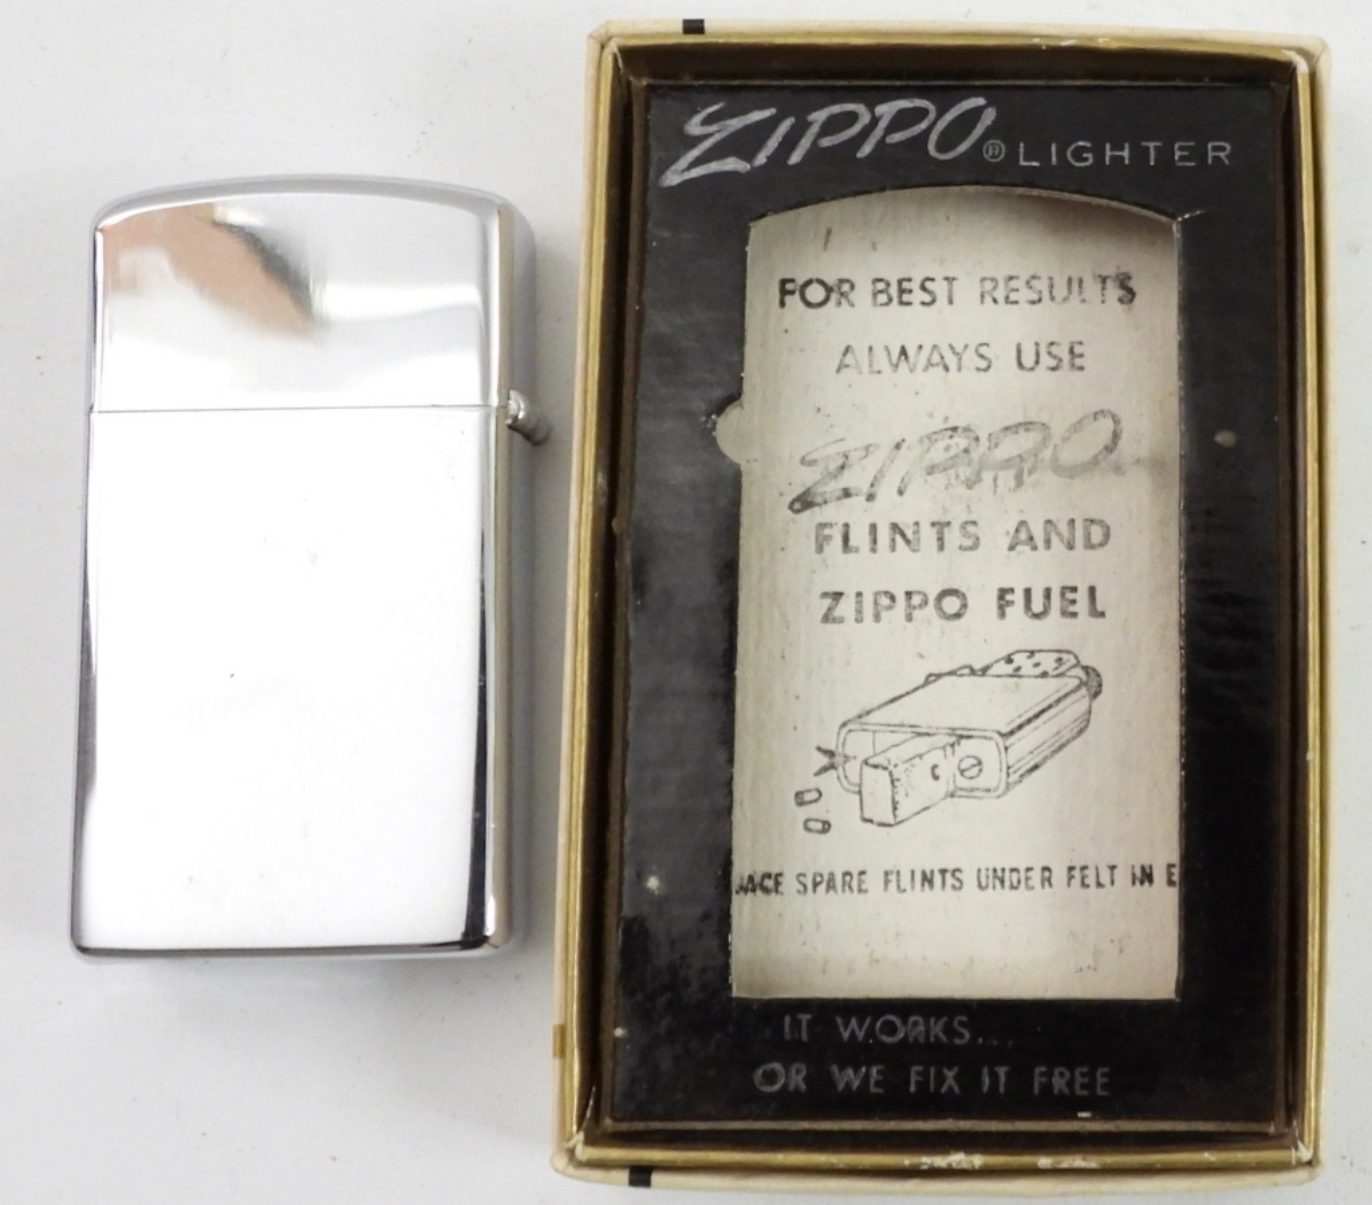 ZIPPO® LIGHTER
FOR BEST RESULTS
ALWAYS USE
ZIPPO
FLINTS AND
ZIPPO FUEL
SPARE FLINTS UNDER FELT IN
IT WORKS...
OR WE FIX IT FREE